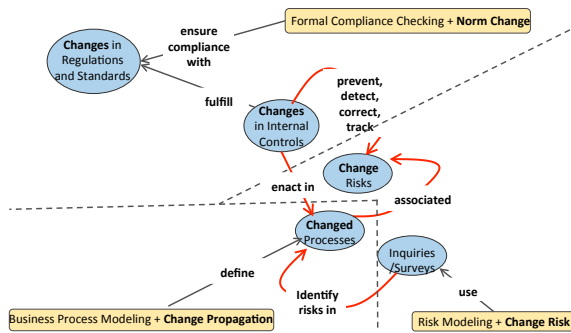 Formal Compliance Checking + Norm Change
ensure
compliance
with
Changes in
Regulations
and Standards
prevent,
detect,
correct,
track
fulfill
Changes
in Internal
Controls
Change
Risks
enact in
associated
Changed
Processes
Inquiries
/Surveys
define
Identify
risks in
use
Business Process Modeling + Change Propagation
Risk Modeling + Change Risk